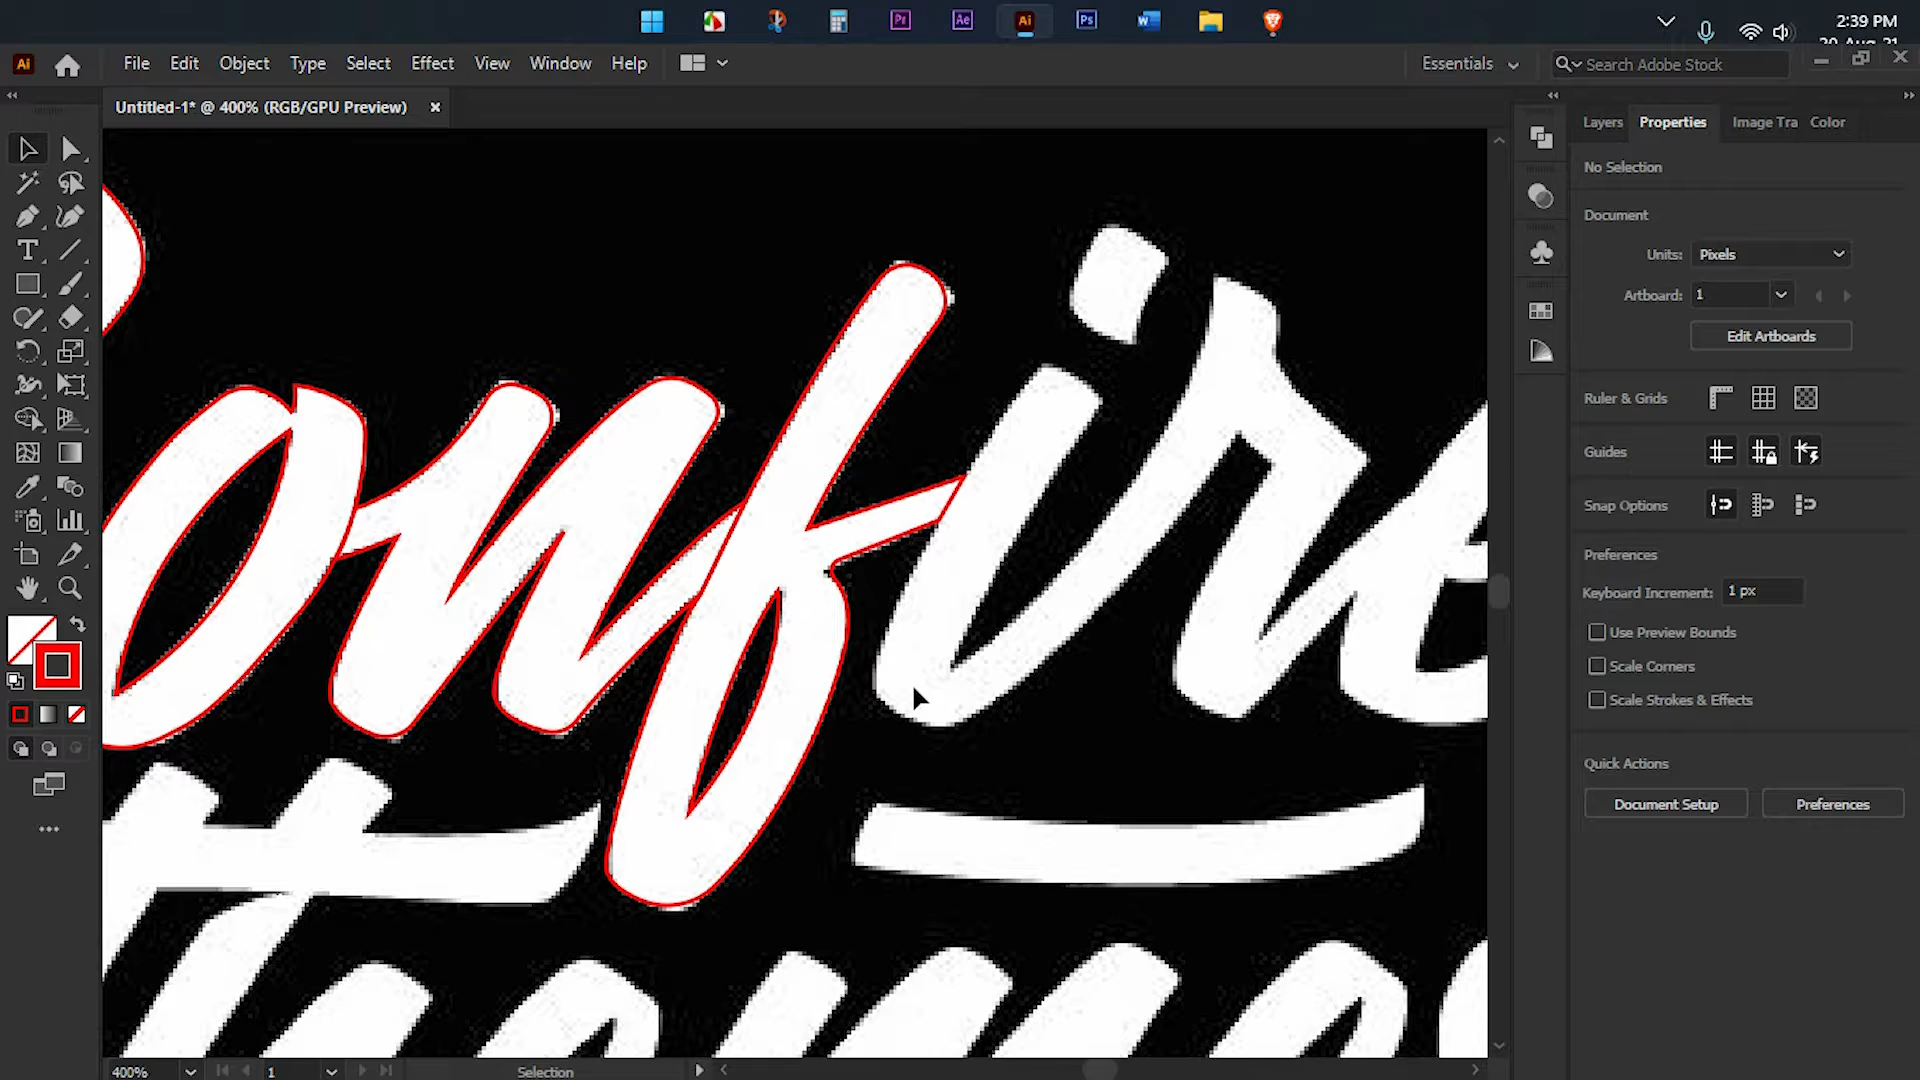 2:39 PM
20-Aug-21
File Edit Object Type Select Effect View Window Help
Essentials
Search Adobe Stock
Untitled-1* @ 400% (RGB/GPU Preview)
Layers Properties Image Tra Color
No Selection
Document
Units: Pixels
Artboard: 1
Edit Artboards
Ruler & Grids
Guides
Snap Options
Preferences
Keyboard Increment: 1 px
Use Preview Bounds
Scale Corners
Scale Strokes & Effects
Quick Actions
Document Setup Preferences
400% 1 Selection